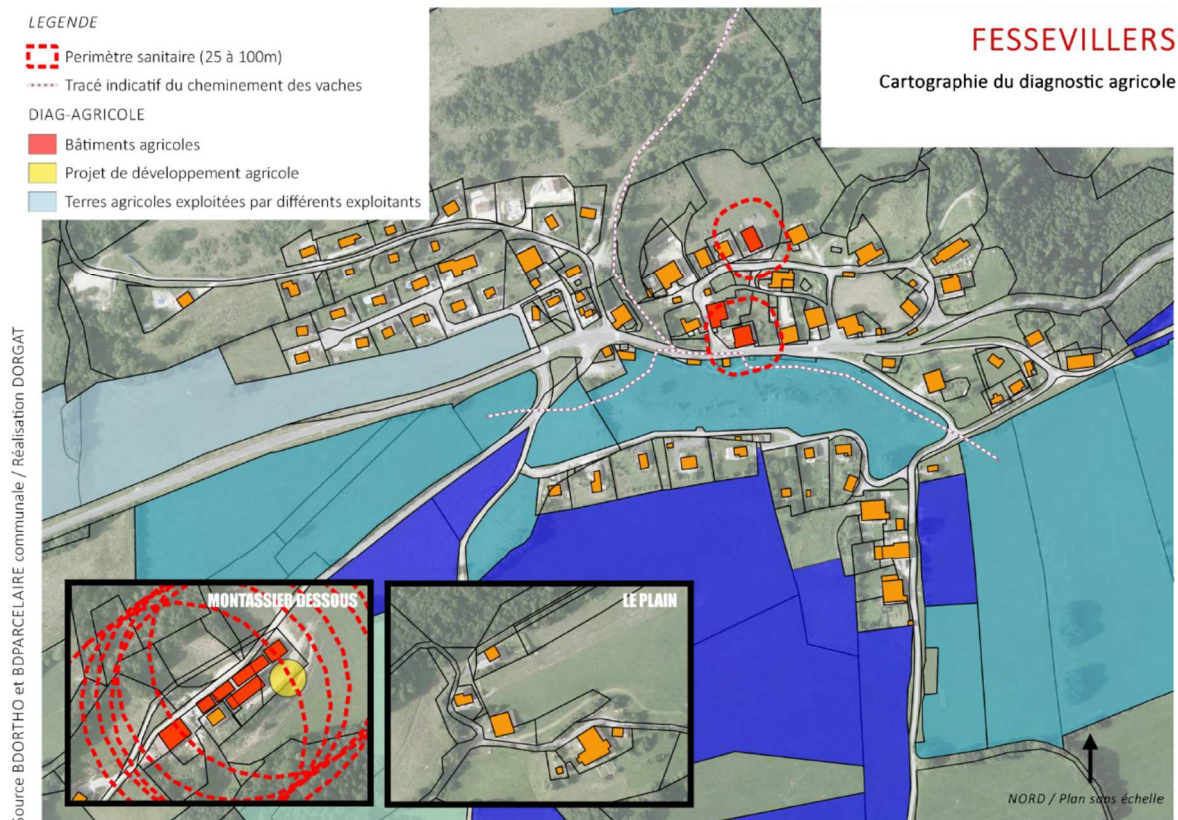 LEGENDE
Perimètre sanitaire (25 à 100m)
Tracé indicatif du cheminement des vaches
DIAG-AGRICOLE
Bâtiments agricoles
Projet de développement agricole
Terres agricoles exploitées par différents exploitants
FESSEVILLERS
Cartographie du diagnostic agricole
Source BDORTHO et BDPARCELAIRE communale / Réalisation DORGAT
MONTASSIER DESSOUS
LE PLAIN
NORD / Plan sans échelle